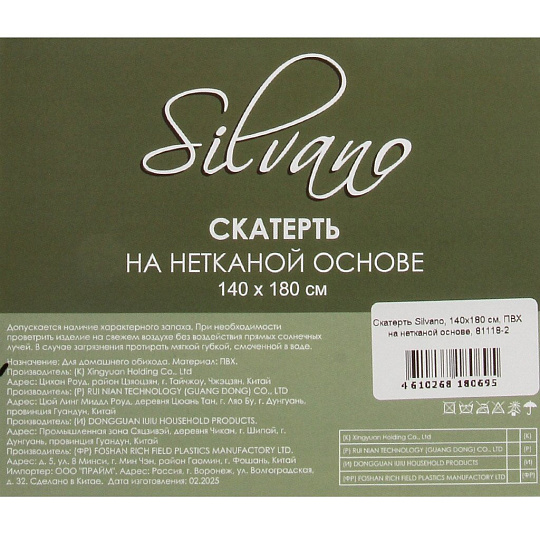 Silvano
СКАТЕРТЬ
НА НЕТКАНОЙ ОСНОВЕ
140 x 180 см
Допускается наличие характерного запаха. При необходимости
проветрить изделие на свежем воздухе без воздействия прямых солнечных
лучей. В случае загрязнения протирать мягкой губкой, смоченной в воде.
Назначение: Для домашнего обихода. Материал: ПВХ.
Производитель: (K) Xingyuan Holding Co., Ltd
Адрес: Цихан Роуд, район Цзяоцзян, г. Тайчжоу, Чжэцзян, Китай
Производитель: (P) RUI NIAN TECHNOLOGY (GUANG DONG) CO., LTD
Адрес: Цюй Линг Миддл Роуд, деревня Цюань Тан, г. Ляо Бу, г. Дунгуань,
провинция Гуандун, Китай
Производитель: (И) DONGGUAN IUIU HOUSEHOLD PRODUCTS.
Адрес: Промышленная зона Сяцзивэй, деревня Чикан, г. Шипай, г.
Дунгуань, провинция Гуандун, Китай
Производитель: (ФР) FOSHAN RICH FIELD PLASTICS MANUFACTORY LTD.
Адрес: д. 5, ул. 8 Минси, г. Мин Чэн, район Гаомин, г. Фошань, Китай
Импортер: ООО "ПРАЙМ". Адрес: Россия, г. Воронеж, ул. Волгоградская,
д. 32. Сделано в Китае. Дата изготовления 02.2025
Скатерть Silvano, 140x180 см, ПВХ
на нетканой основе, 81118-2
4 610268 180695
(K) Xingyuan Holding Co., Ltd (K)
(P) RUI NIAN TECHNOLOGY (GUANG DONG) CO., LTD (P)
(И) DONGGUAN IUIU HOUSEHOLD PRODUCTS (И)
(ФР) FOSHAN RICH FIELD PLASTICS MANUFACTORY LTD (ФР)